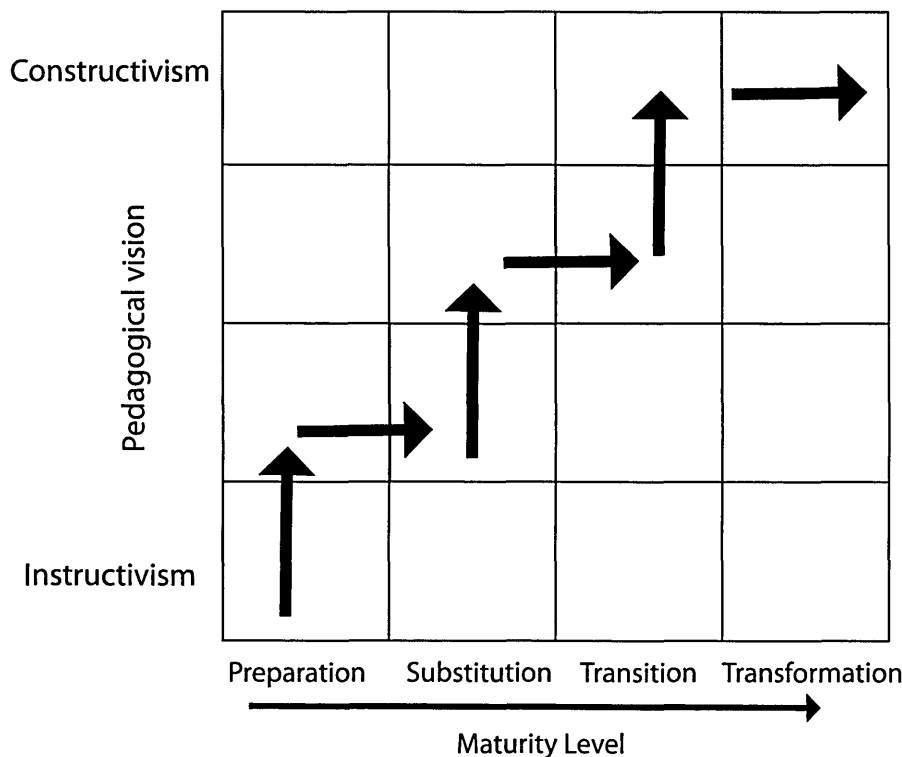 Constructivism
Pedagogical vision
Instructivism
Preparation Substitution Transition Transformation
Maturity Level